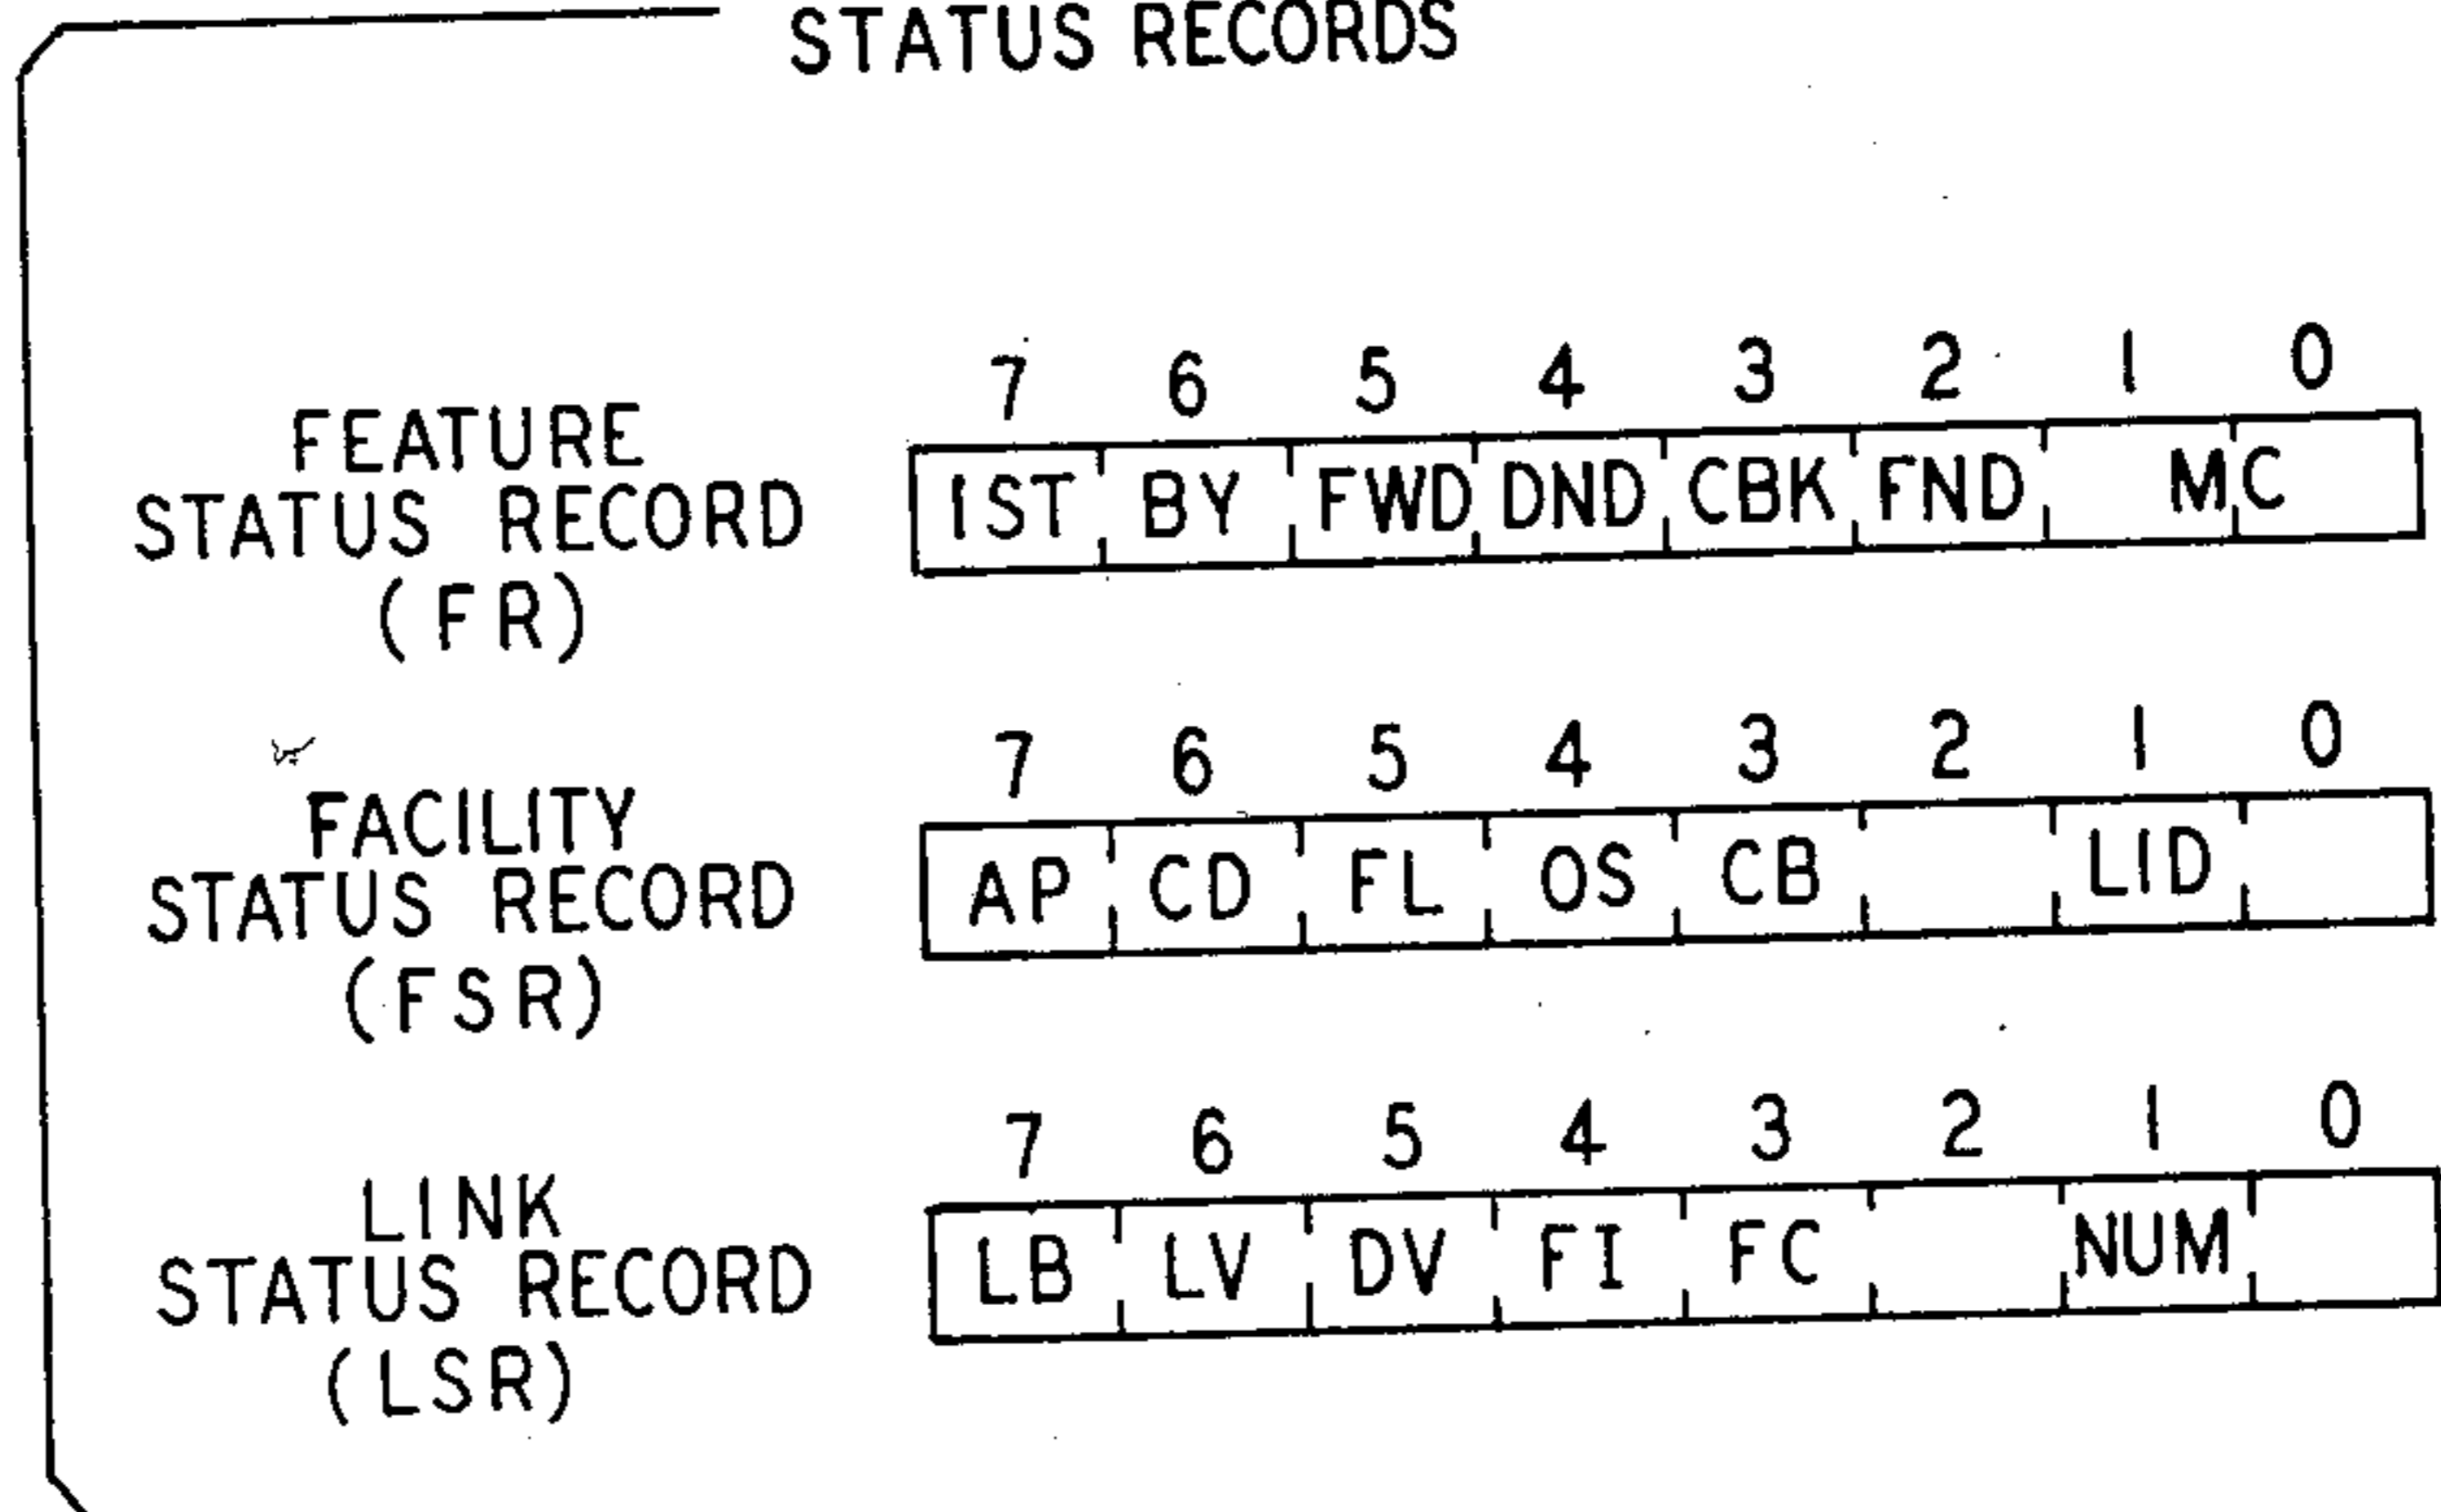 STATUS RECORDS
7 6 5 4 3 2 1 0
FEATURE
STATUS RECORD
(FR)
IST BY FWD DND CBK FND MC
7 6 5 4 3 2 1 0
FACILITY
STATUS RECORD
(FSR)
AP CD FL OS CB LID
7 6 5 4 3 2 1 0
LINK
STATUS RECORD
(LSR)
LB LV DV FI FC NUM